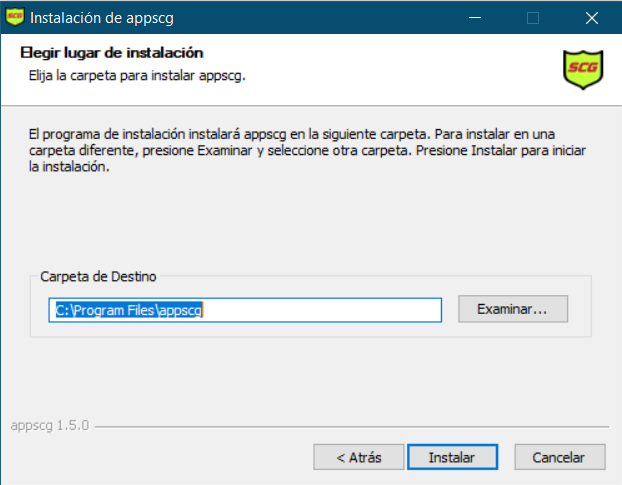 Instalación de appscg
Elegir lugar de instalación
Elija la carpeta para instalar appscg.
SCG
El programa de instalación instalará appscg en la siguiente carpeta. Para instalar en una
carpeta diferente, presione Examinar y seleccione otra carpeta. Presione Instalar para iniciar
la instalación.
Carpeta de Destino
C:\Program Files\appscg
Examinar...
appscg 1.5.0
< Atrás
Instalar
Cancelar